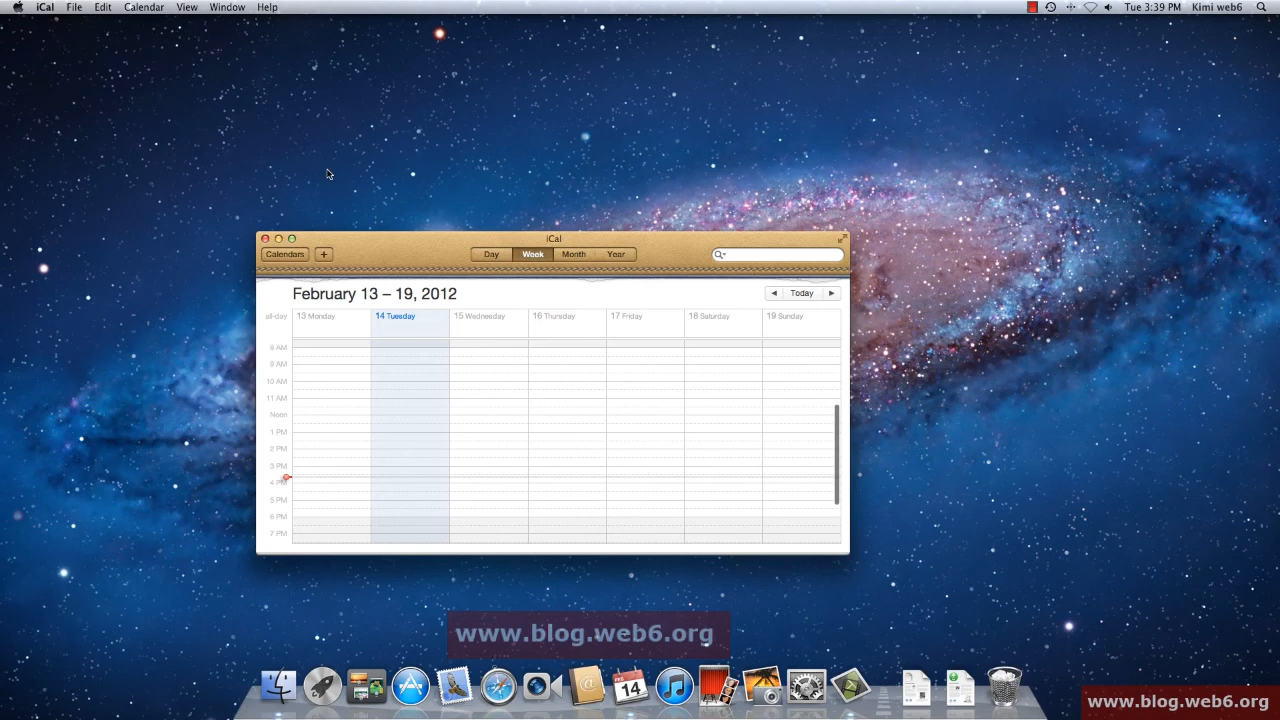 iCal File Edit Calendar View Window Help
Tue 3:39 PM Kimi web6
iCal
Calendars + Day Week Month Year
February 13 – 19, 2012
Today
all-day 13 Monday 14 Tuesday 15 Wednesday 16 Thursday 17 Friday 18 Saturday 19 Sunday
8 AM
9 AM
10 AM
11 AM
Noon
1 PM
2 PM
3 PM
4 PM
5 PM
6 PM
7 PM
www.blog.web6.org
FEB
14
www.blog.web6.org